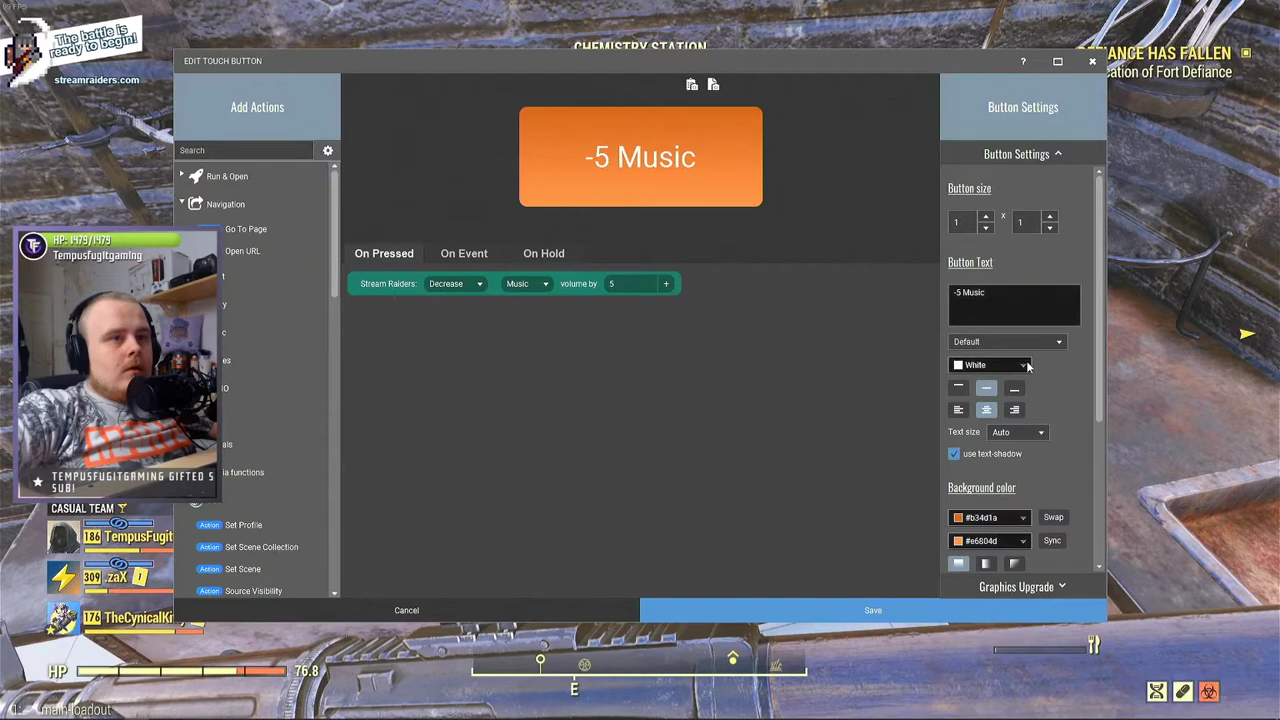 The battle is
ready to begin!
streamraiders.com
CHEMISTRY STATION
DEFIANCE HAS FALLEN
cation of Fort Defiance
EDIT TOUCH BUTTON
?
Add Actions
Search
Run & Open
Navigation
Go To Page
Open URL
Action Set Profile
Action Set Scene Collection
Action Set Scene
Action Source Visibility
-5 Music
On Pressed
On Event
On Hold
Stream Raiders: Decrease Music volume by 5 +
Cancel
Save
Button Settings
Button Settings
Button size
1 x 1
Button Text
-5 Music
Default
White
Text size Auto
use text-shadow
Background color
#b34d1a Swap
#e6804d Sync
Graphics Upgrade
HP: 1479/1479
Tempusfugitgaming
TEMPUSFUGITGAMING GIFTED 5
SUB!
CASUAL TEAM
186 TempusFugit
309 .zaX
176 TheCynicalKi
HP 76.8
E
main loadout